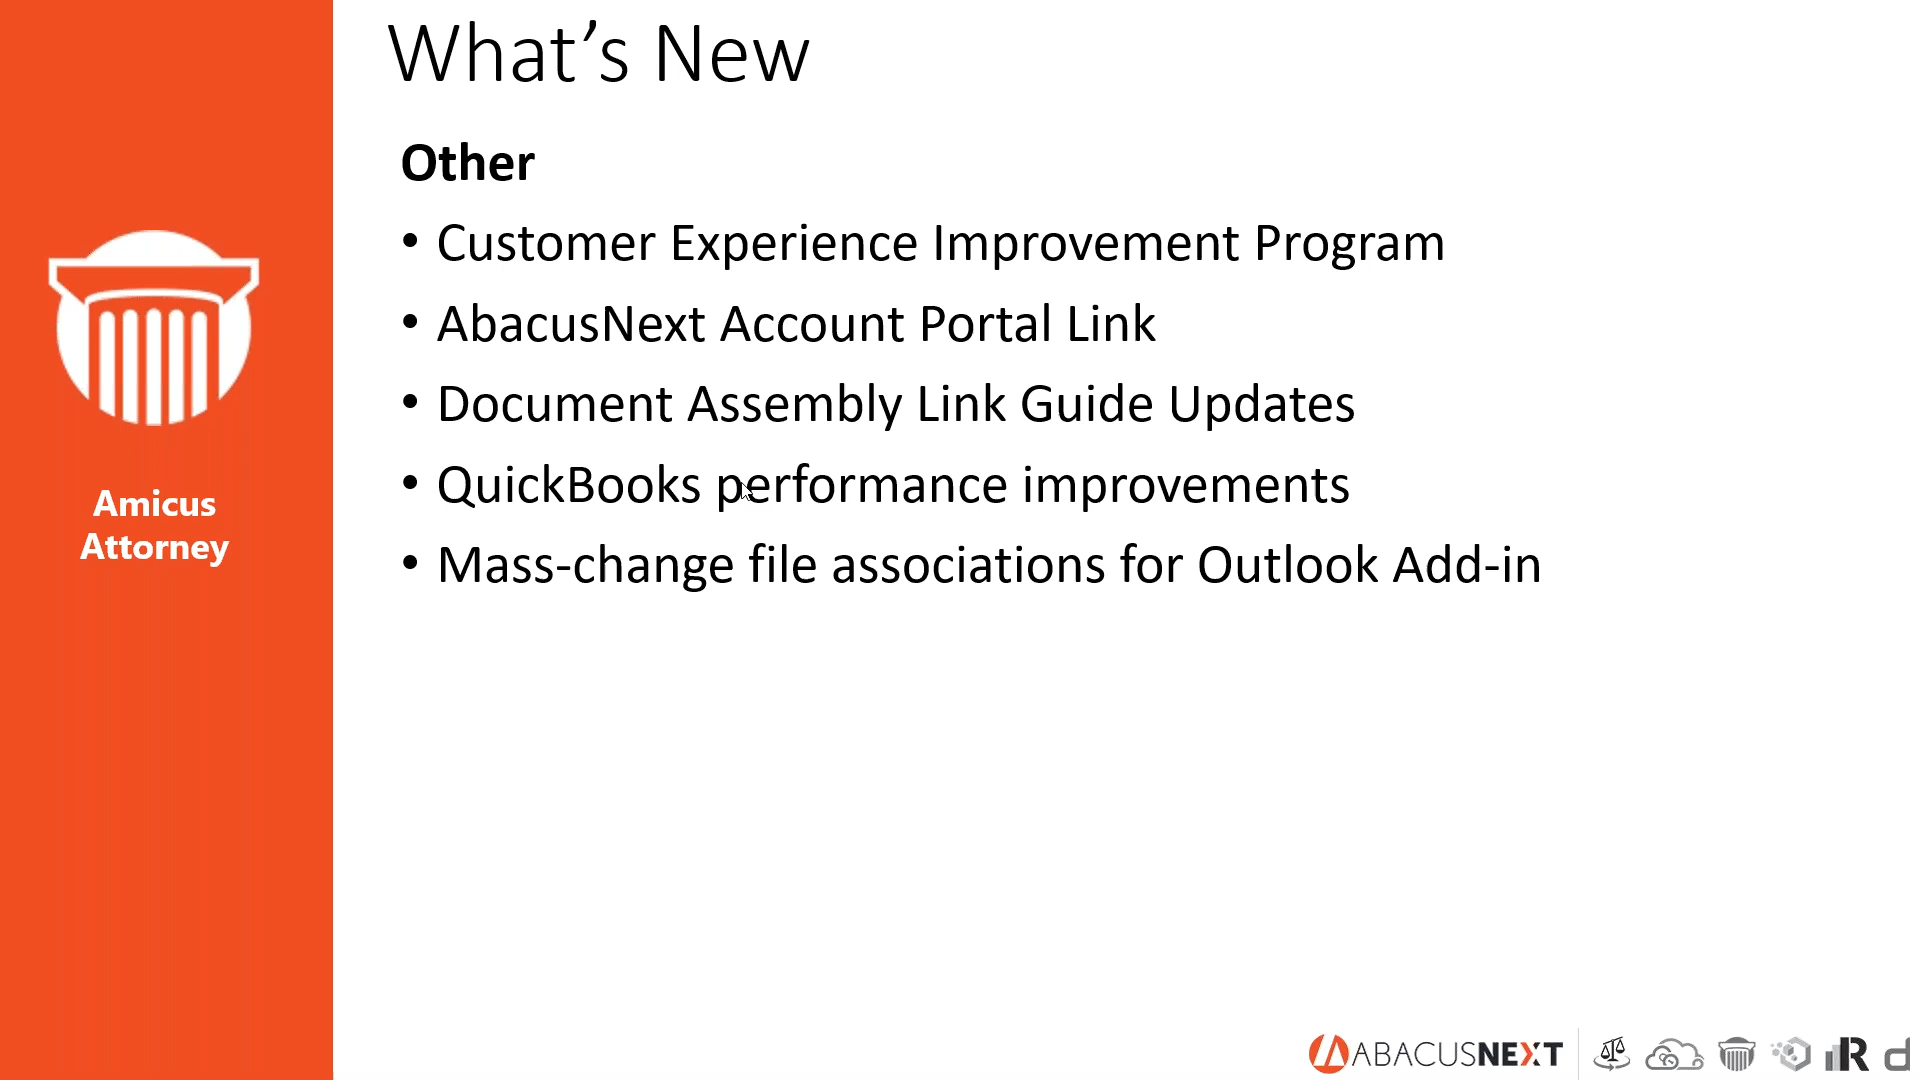 What’s New
Other
• Customer Experience Improvement Program
• AbacusNext Account Portal Link
• Document Assembly Link Guide Updates
• QuickBooks performance improvements
• Mass-change file associations for Outlook Add-in
Amicus
Attorney
ABACUSNEXT
R
d